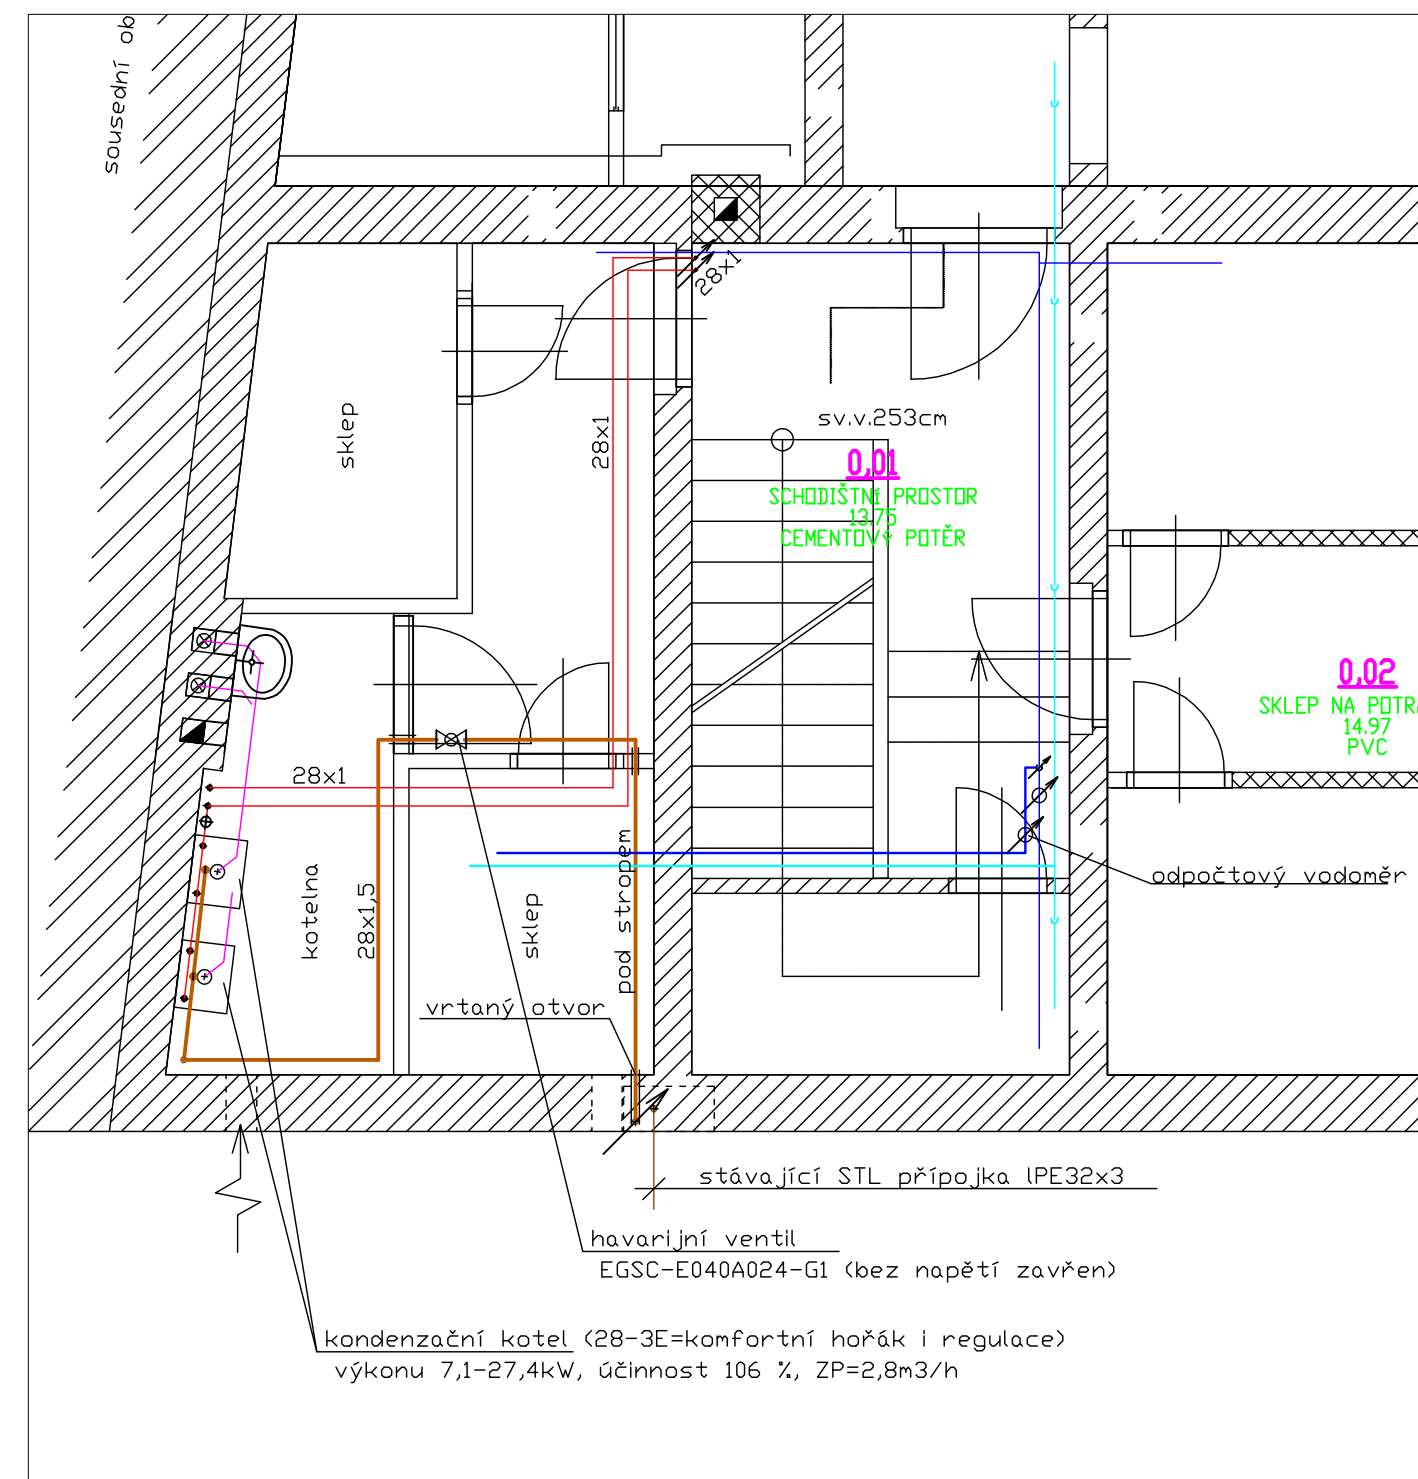 sousední ob
28x1
sklep
28x1
sv.v.253cm
0,01
SCHODIŠTNí PROSTOR
13.75
CEMENTOVÝ POTĚR
0,02
SKLEP NA POTR
14.97
PVC
28x1
kotelna
28x1,5
sklep
pod stropem
odpočtový vodoměr
vrtaný otvor
stávající STL přípojka lPE32x3
havarijní ventil
EGSC-E040A024-G1 (bez napětí zavřen)
kondenzační kotel (28-3E=komfortní hořák i regulace)
výkonu 7,1-27,4kW, účinnost 106 %, ZP=2,8m3/h